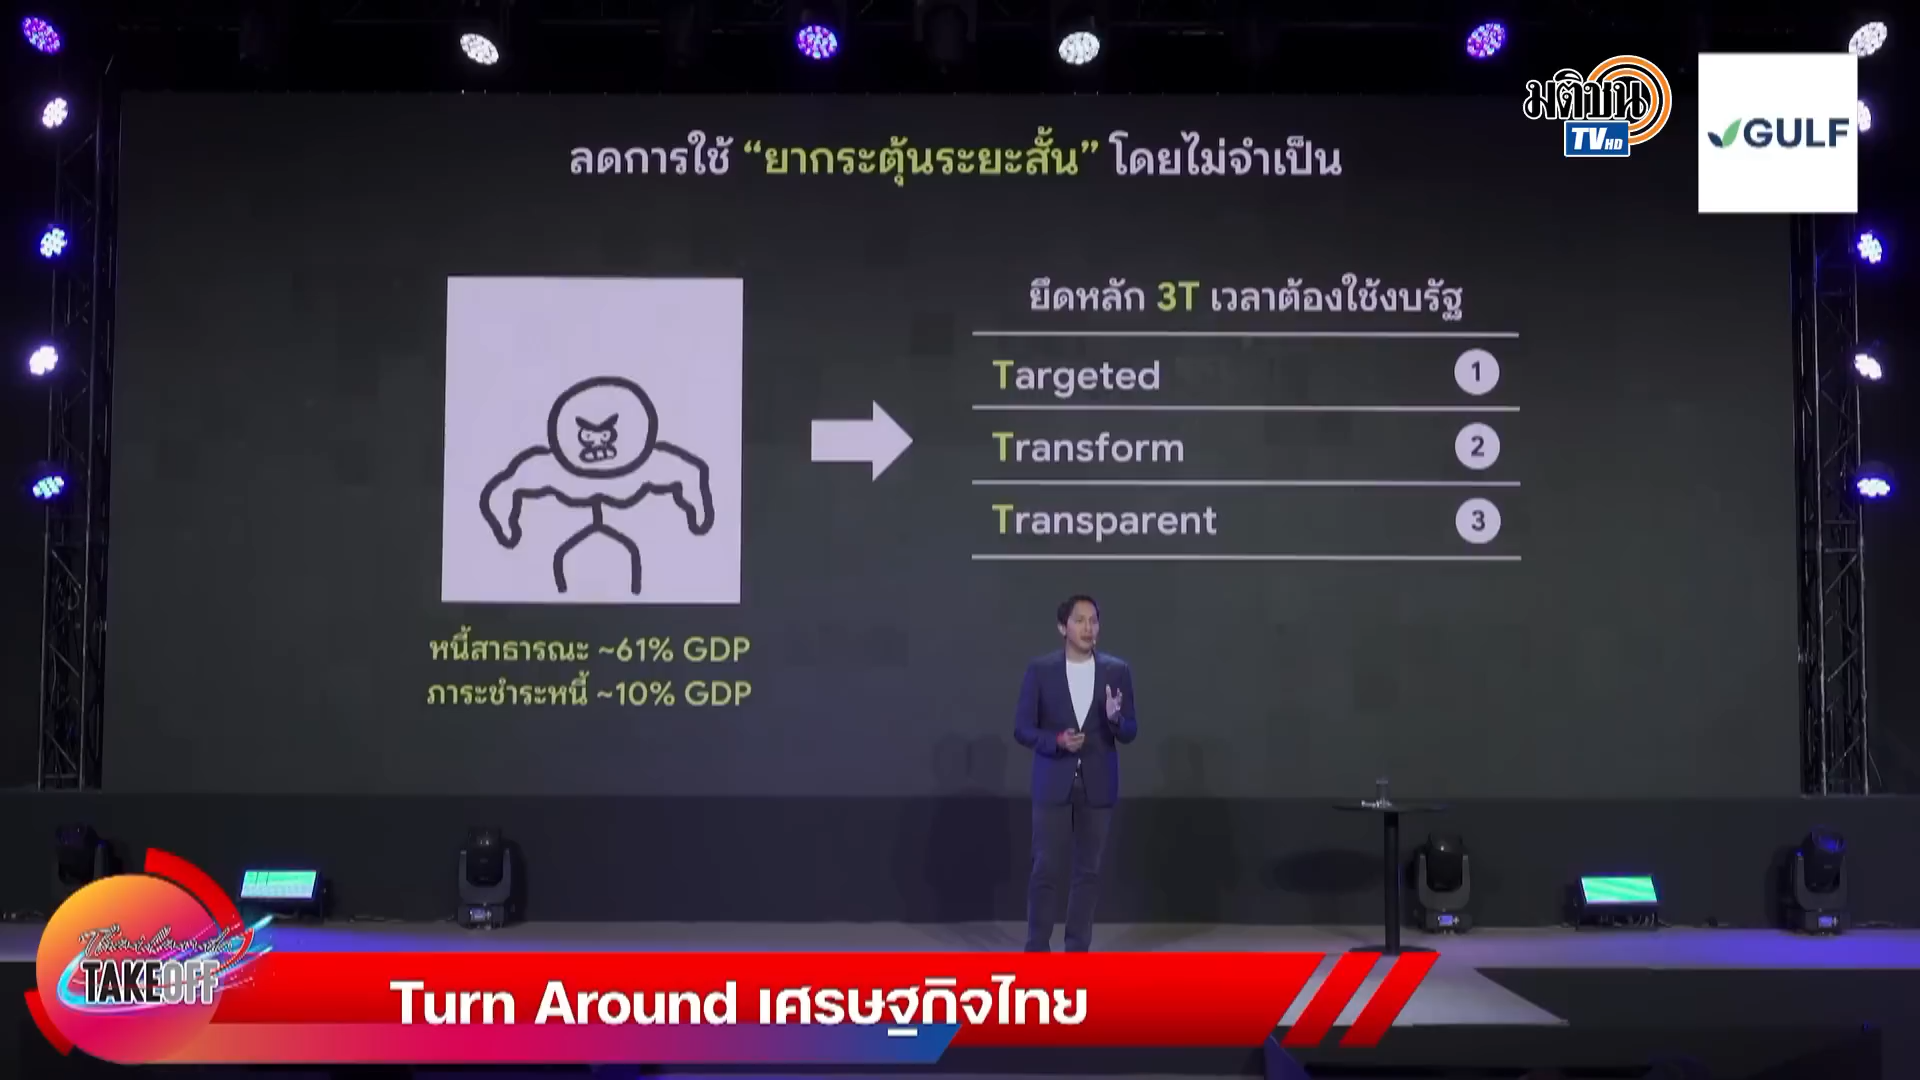 มติชน
TV HD
GULF
ลดการใช้ “ยากระตุ้นระยะสั้น” โดยไม่จำเป็น
ยึดหลัก 3T เวลาต้องใช้งบรัฐ
Targeted 1
Transform 2
Transparent 3
หนี้สาธารณะ ~61% GDP
ภาระชำระหนี้ ~10% GDP
TAKEOFF
Turn Around เศรษฐกิจไทย